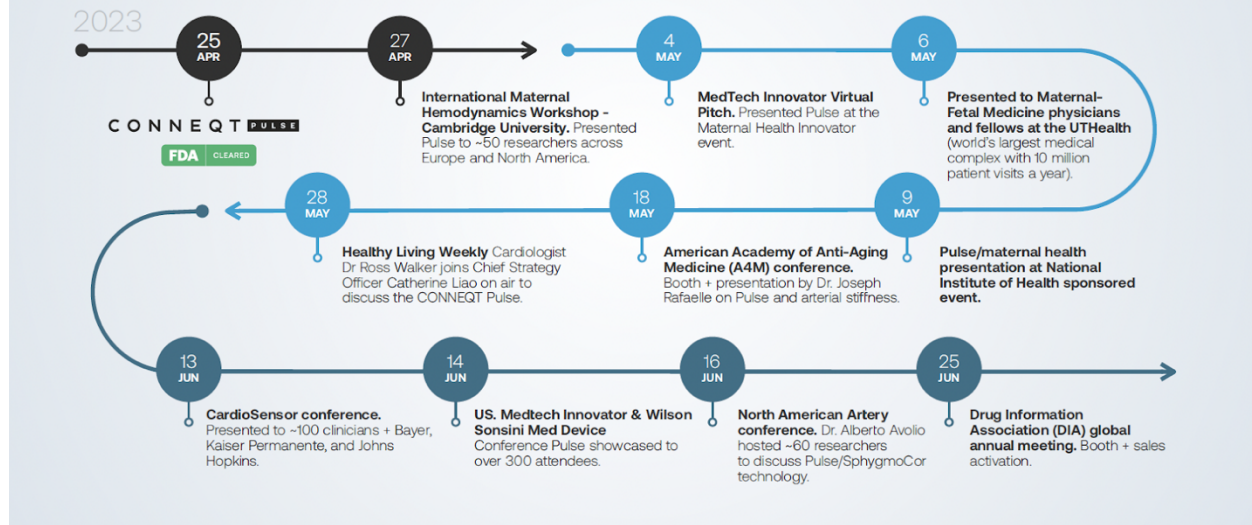 2023
25
APR
27
APR
4
MAY
6
MAY
CONNEQT PULSE
FDA CLEARED
International Maternal
Hemodynamics Workshop -
Cambridge University. Presented
Pulse to ~50 researchers across
Europe and North America.
MedTech Innovator Virtual
Pitch. Presented Pulse at the
Maternal Health Innovator
event.
Presented to Maternal-
Fetal Medicine physicians
and fellows at the UTHealth
(world's largest medical
complex with 10 million
patient visits a year).
28
MAY
18
MAY
9
MAY
Healthy Living Weekly Cardiologist
Dr Ross Walker joins Chief Strategy
Officer Catherine Liao on air to
discuss the CONNEQT Pulse.
American Academy of Anti-Aging
Medicine (A4M) conference.
Booth + presentation by Dr. Joseph
Rafaelle on Pulse and arterial stiffness.
Pulse/maternal health
presentation at National
Institute of Health sponsored
event.
13
JUN
14
JUN
16
JUN
25
JUN
CardioSensor conference.
Presented to ~100 clinicians + Bayer,
Kaiser Permanente, and Johns
Hopkins.
US. Medtech Innovator & Wilson
Sonsini Med Device
Conference Pulse showcased to
over 300 attendees.
North American Artery
conference. Dr. Alberto Avolio
hosted ~60 researchers
to discuss Pulse/SphygmoCor
technology.
Drug Information
Association (DIA) global
annual meeting. Booth + sales
activation.